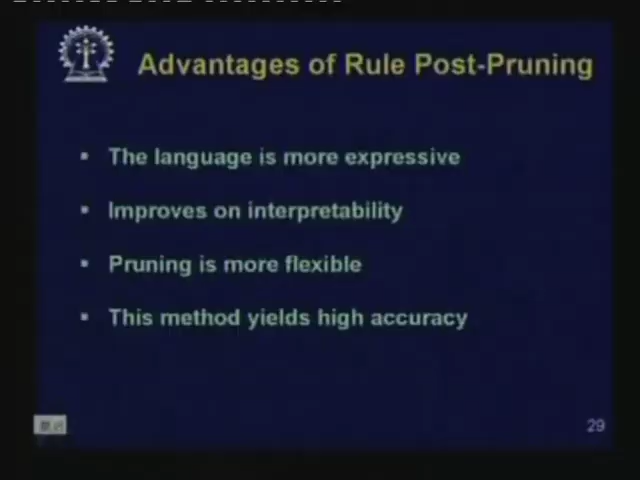 Advantages of Rule Post-Pruning
The language is more expressive
Improves on interpretability
Pruning is more flexible
This method yields high accuracy
29